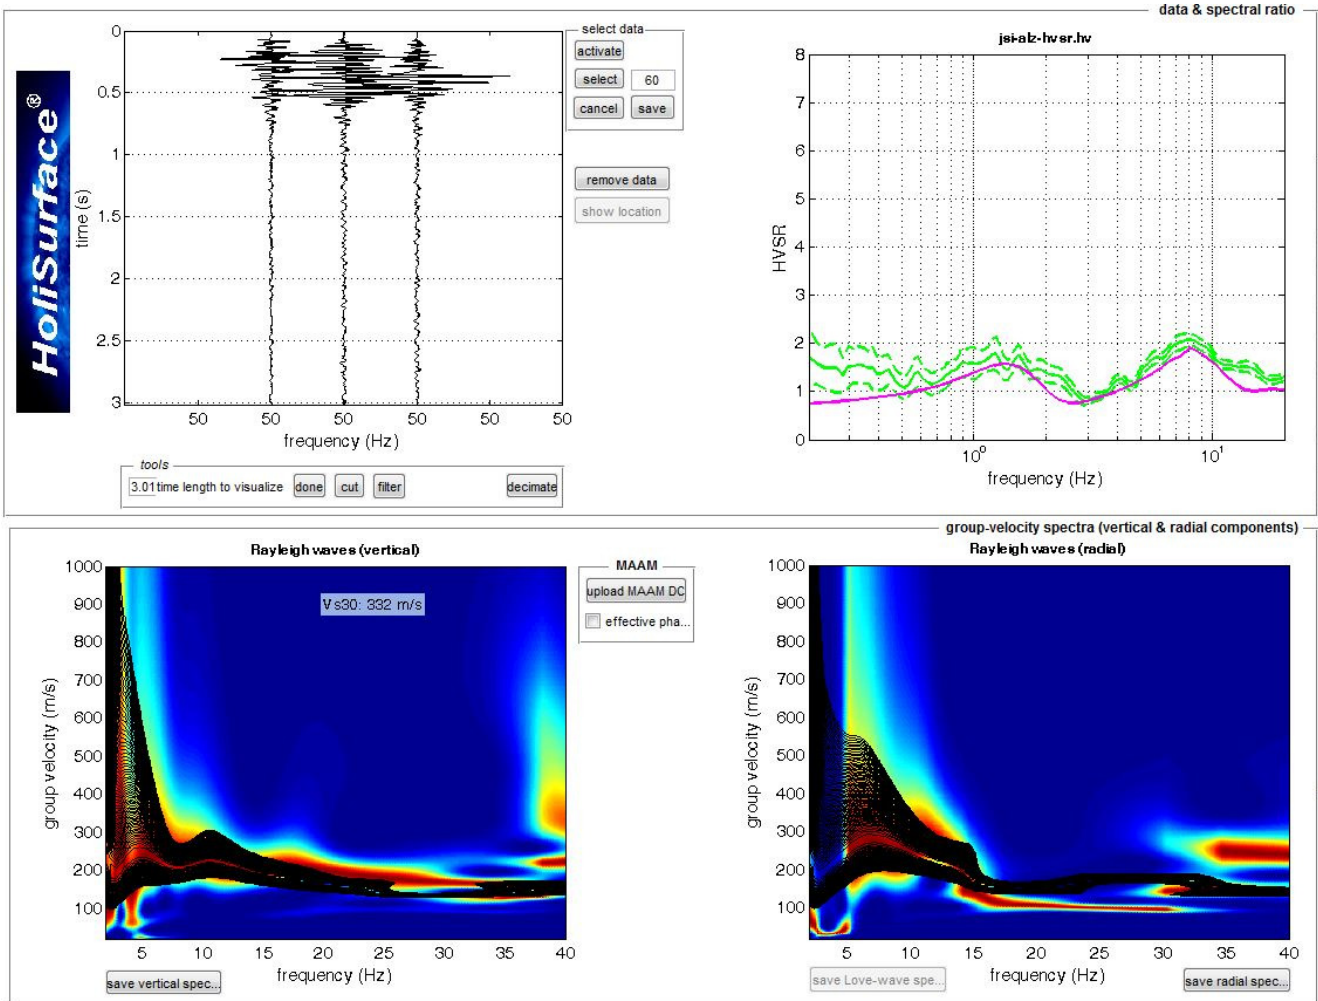 data & spectral ratio
HoliSurface®
0
0.5
1
1.5
2
2.5
3
time (s)
50 50 50 50 50 50
frequency (Hz)
select data
activate
select 60
cancel save
remove data
show location
tools
3.01 time length to visualize done cut filter decimate
jsi-alz-hvsr.hv
8
7
6
5
4
3
2
1
0
HVSR
10⁰ 10¹
frequency (Hz)
group-velocity spectra (vertical & radial components)
Rayleigh waves (vertical)
Vs30: 332 m/s
1000
900
800
700
600
500
400
300
200
100
group velocity (m/s)
5 10 15 20 25 30 35 40
frequency (Hz)
save vertical spec...
MAAM
upload MAAM DC
effective pha...
Rayleigh waves (radial)
1000
900
800
700
600
500
400
300
200
100
group velocity (m/s)
5 10 15 20 25 30 35 40
frequency (Hz)
save Love-wave spe...
save radial spec...